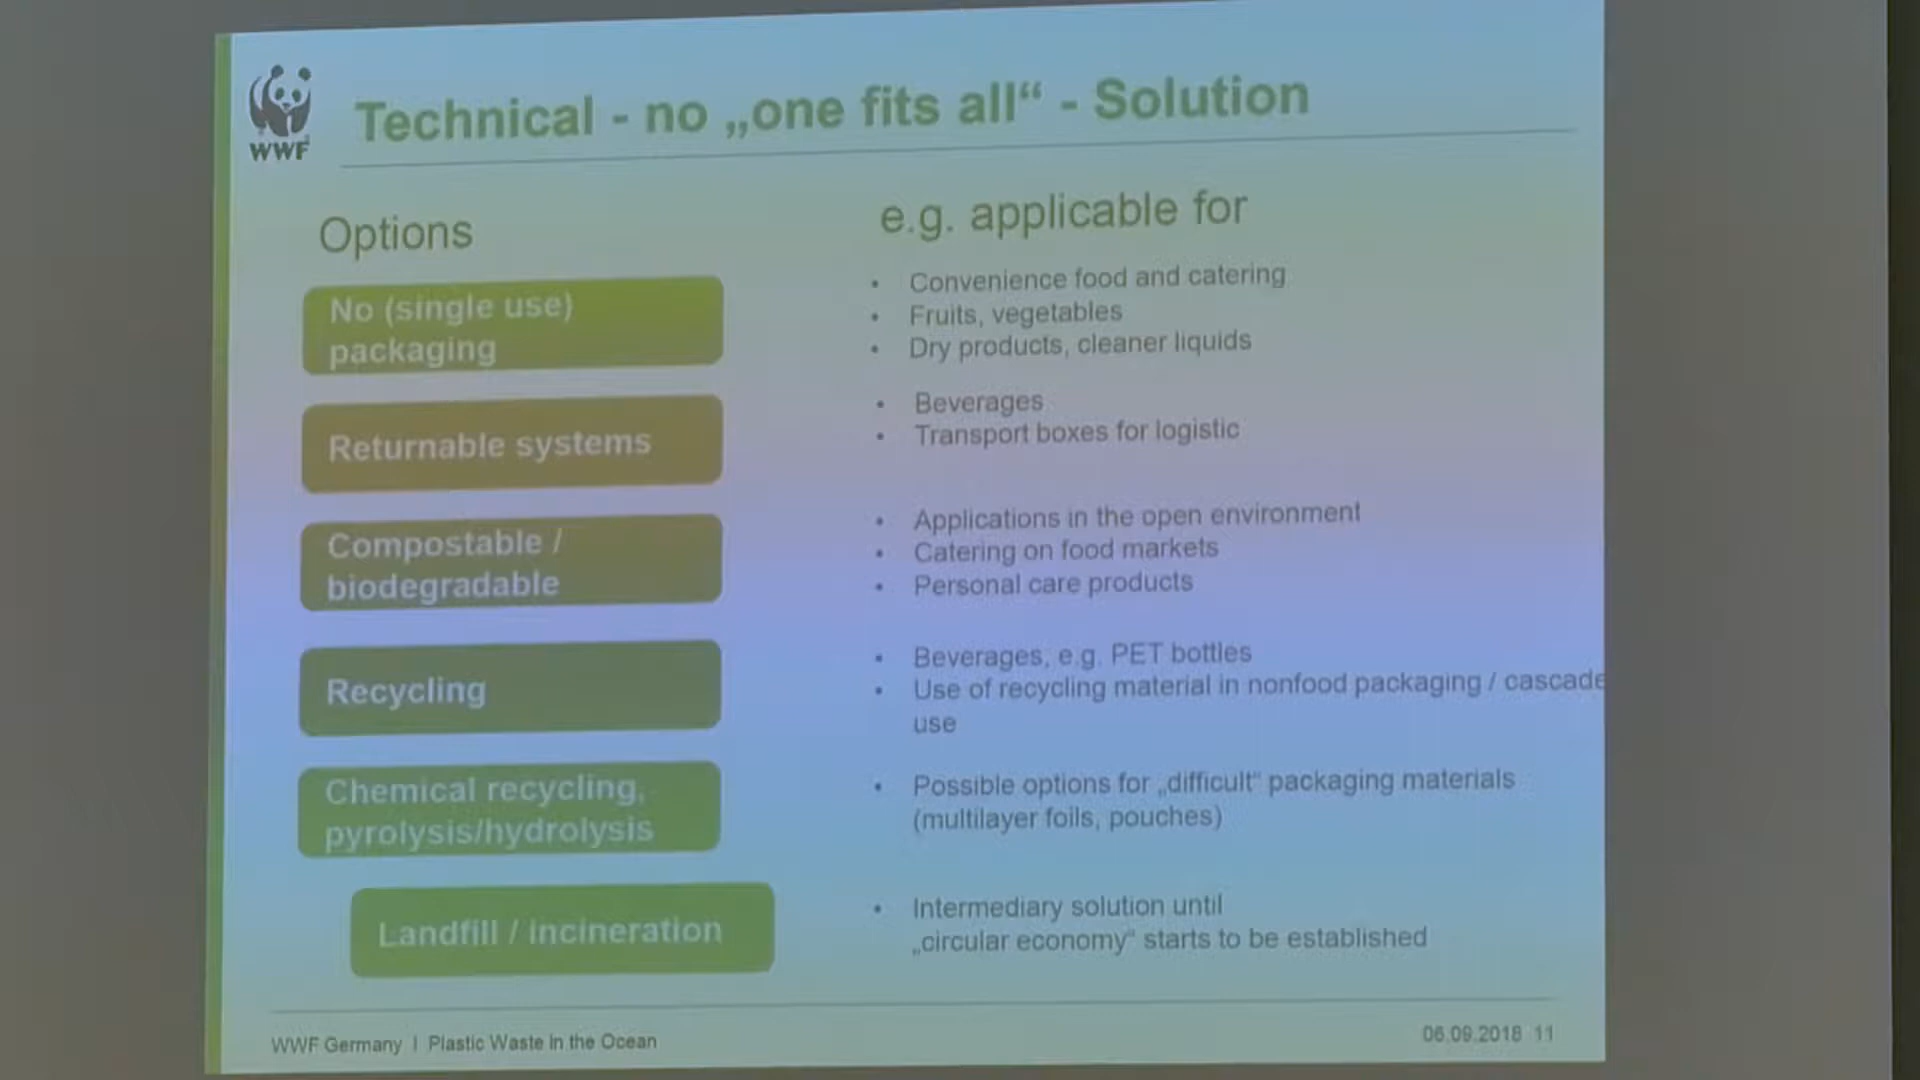 WWF
Technical - no „one fits all“ - Solution
Options
e.g. applicable for
No (single use)
packaging
• Convenience food and catering
• Fruits, vegetables
• Dry products, cleaner liquids
Returnable systems
• Beverages
• Transport boxes for logistic
Compostable /
biodegradable
• Applications in the open environment
• Catering on food markets
• Personal care products
Recycling
• Beverages, e.g. PET bottles
• Use of recycling material in nonfood packaging / cascade
use
Chemical recycling,
pyrolysis/hydrolysis
• Possible options for „difficult“ packaging materials
(multilayer foils, pouches)
Landfill / incineration
• Intermediary solution until
„circular economy“ starts to be established
WWF Germany | Plastic Waste in the Ocean
06.09.2018 11